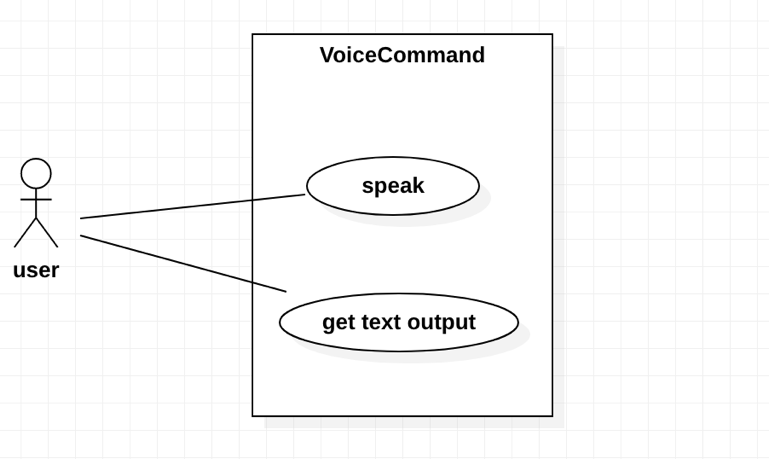 VoiceCommand
speak
user
get text output